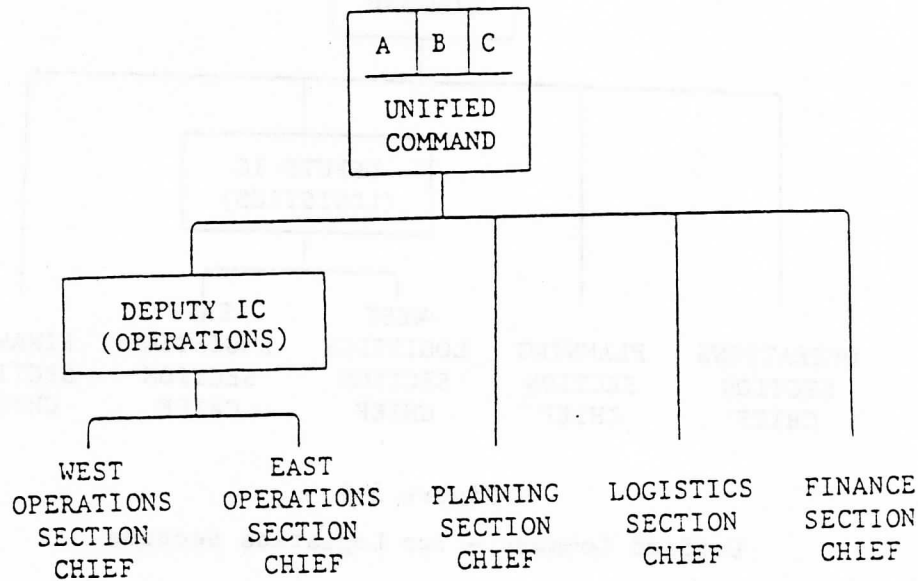 A B C
UNIFIED
COMMAND
DEPUTY IC
(OPERATIONS)
WEST
OPERATIONS
SECTION
CHIEF
EAST
OPERATIONS
SECTION
CHIEF
PLANNING
SECTION
CHIEF
LOGISTICS
SECTION
CHIEF
FINANCE
SECTION
CHIEF